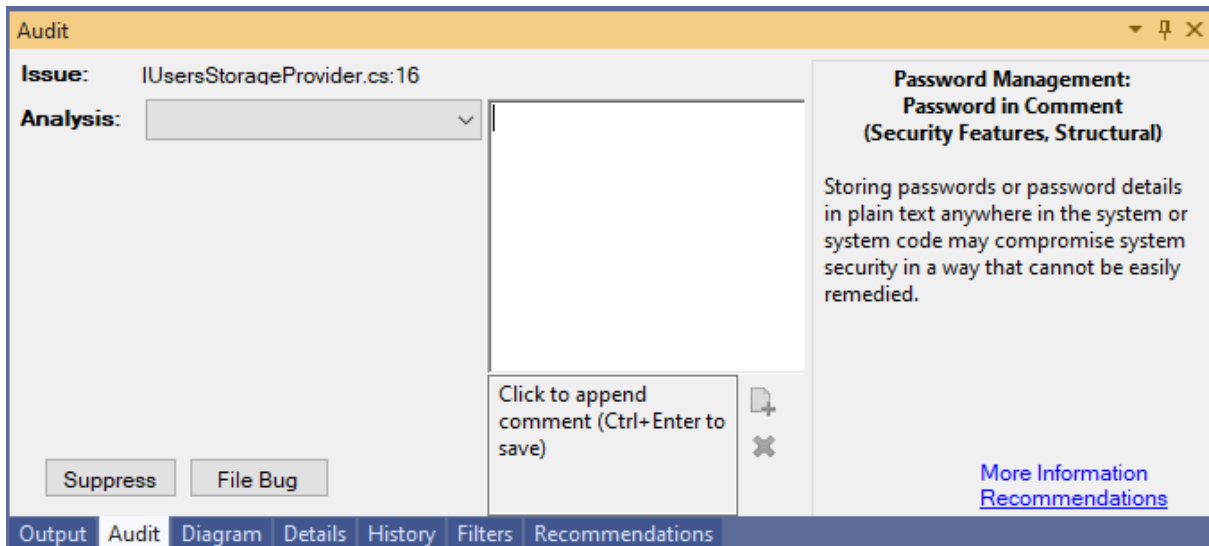 Audit
Issue: IUsersStorageProvider.cs:16
Analysis:
Click to append
comment (Ctrl+Enter to
save)
Suppress File Bug
Password Management:
Password in Comment
(Security Features, Structural)
Storing passwords or password details
in plain text anywhere in the system or
system code may compromise system
security in a way that cannot be easily
remedied.
More Information
Recommendations
Output Audit Diagram Details History Filters Recommendations